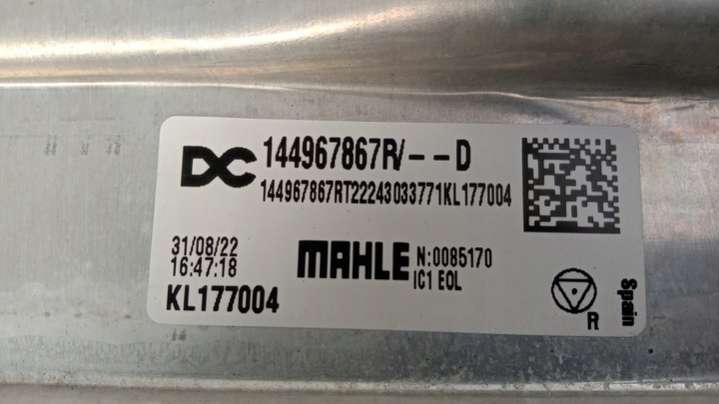 DC 144967867R/--D
144967867RT22243033771KL177004
31/08/22
16:47:18
MAHLE
N:0085170
IC1 EOL
KL177004
R
Spain